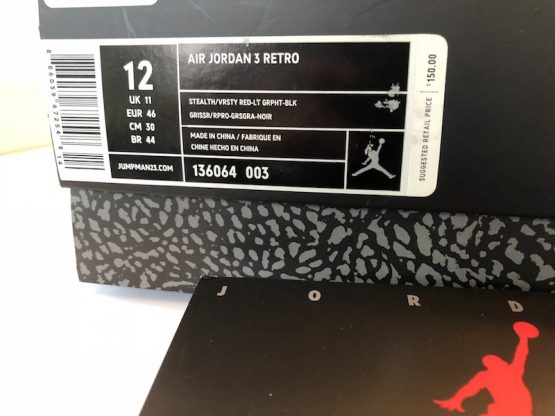 12
UK 11
EUR 46
CM 30
BR 44
JUMPMAN23.COM
AIR JORDAN 3 RETRO
STEALTH/VRSTY RED-LT GRPHT-BLK
GRISSR/RPRO-GRSGRA-NOIR
MADE IN CHINA / FABRIQUE EN
CHINE HECHO EN CHINA
136064 003
SUGGESTED RETAIL PRICE
$150.00
J O R D